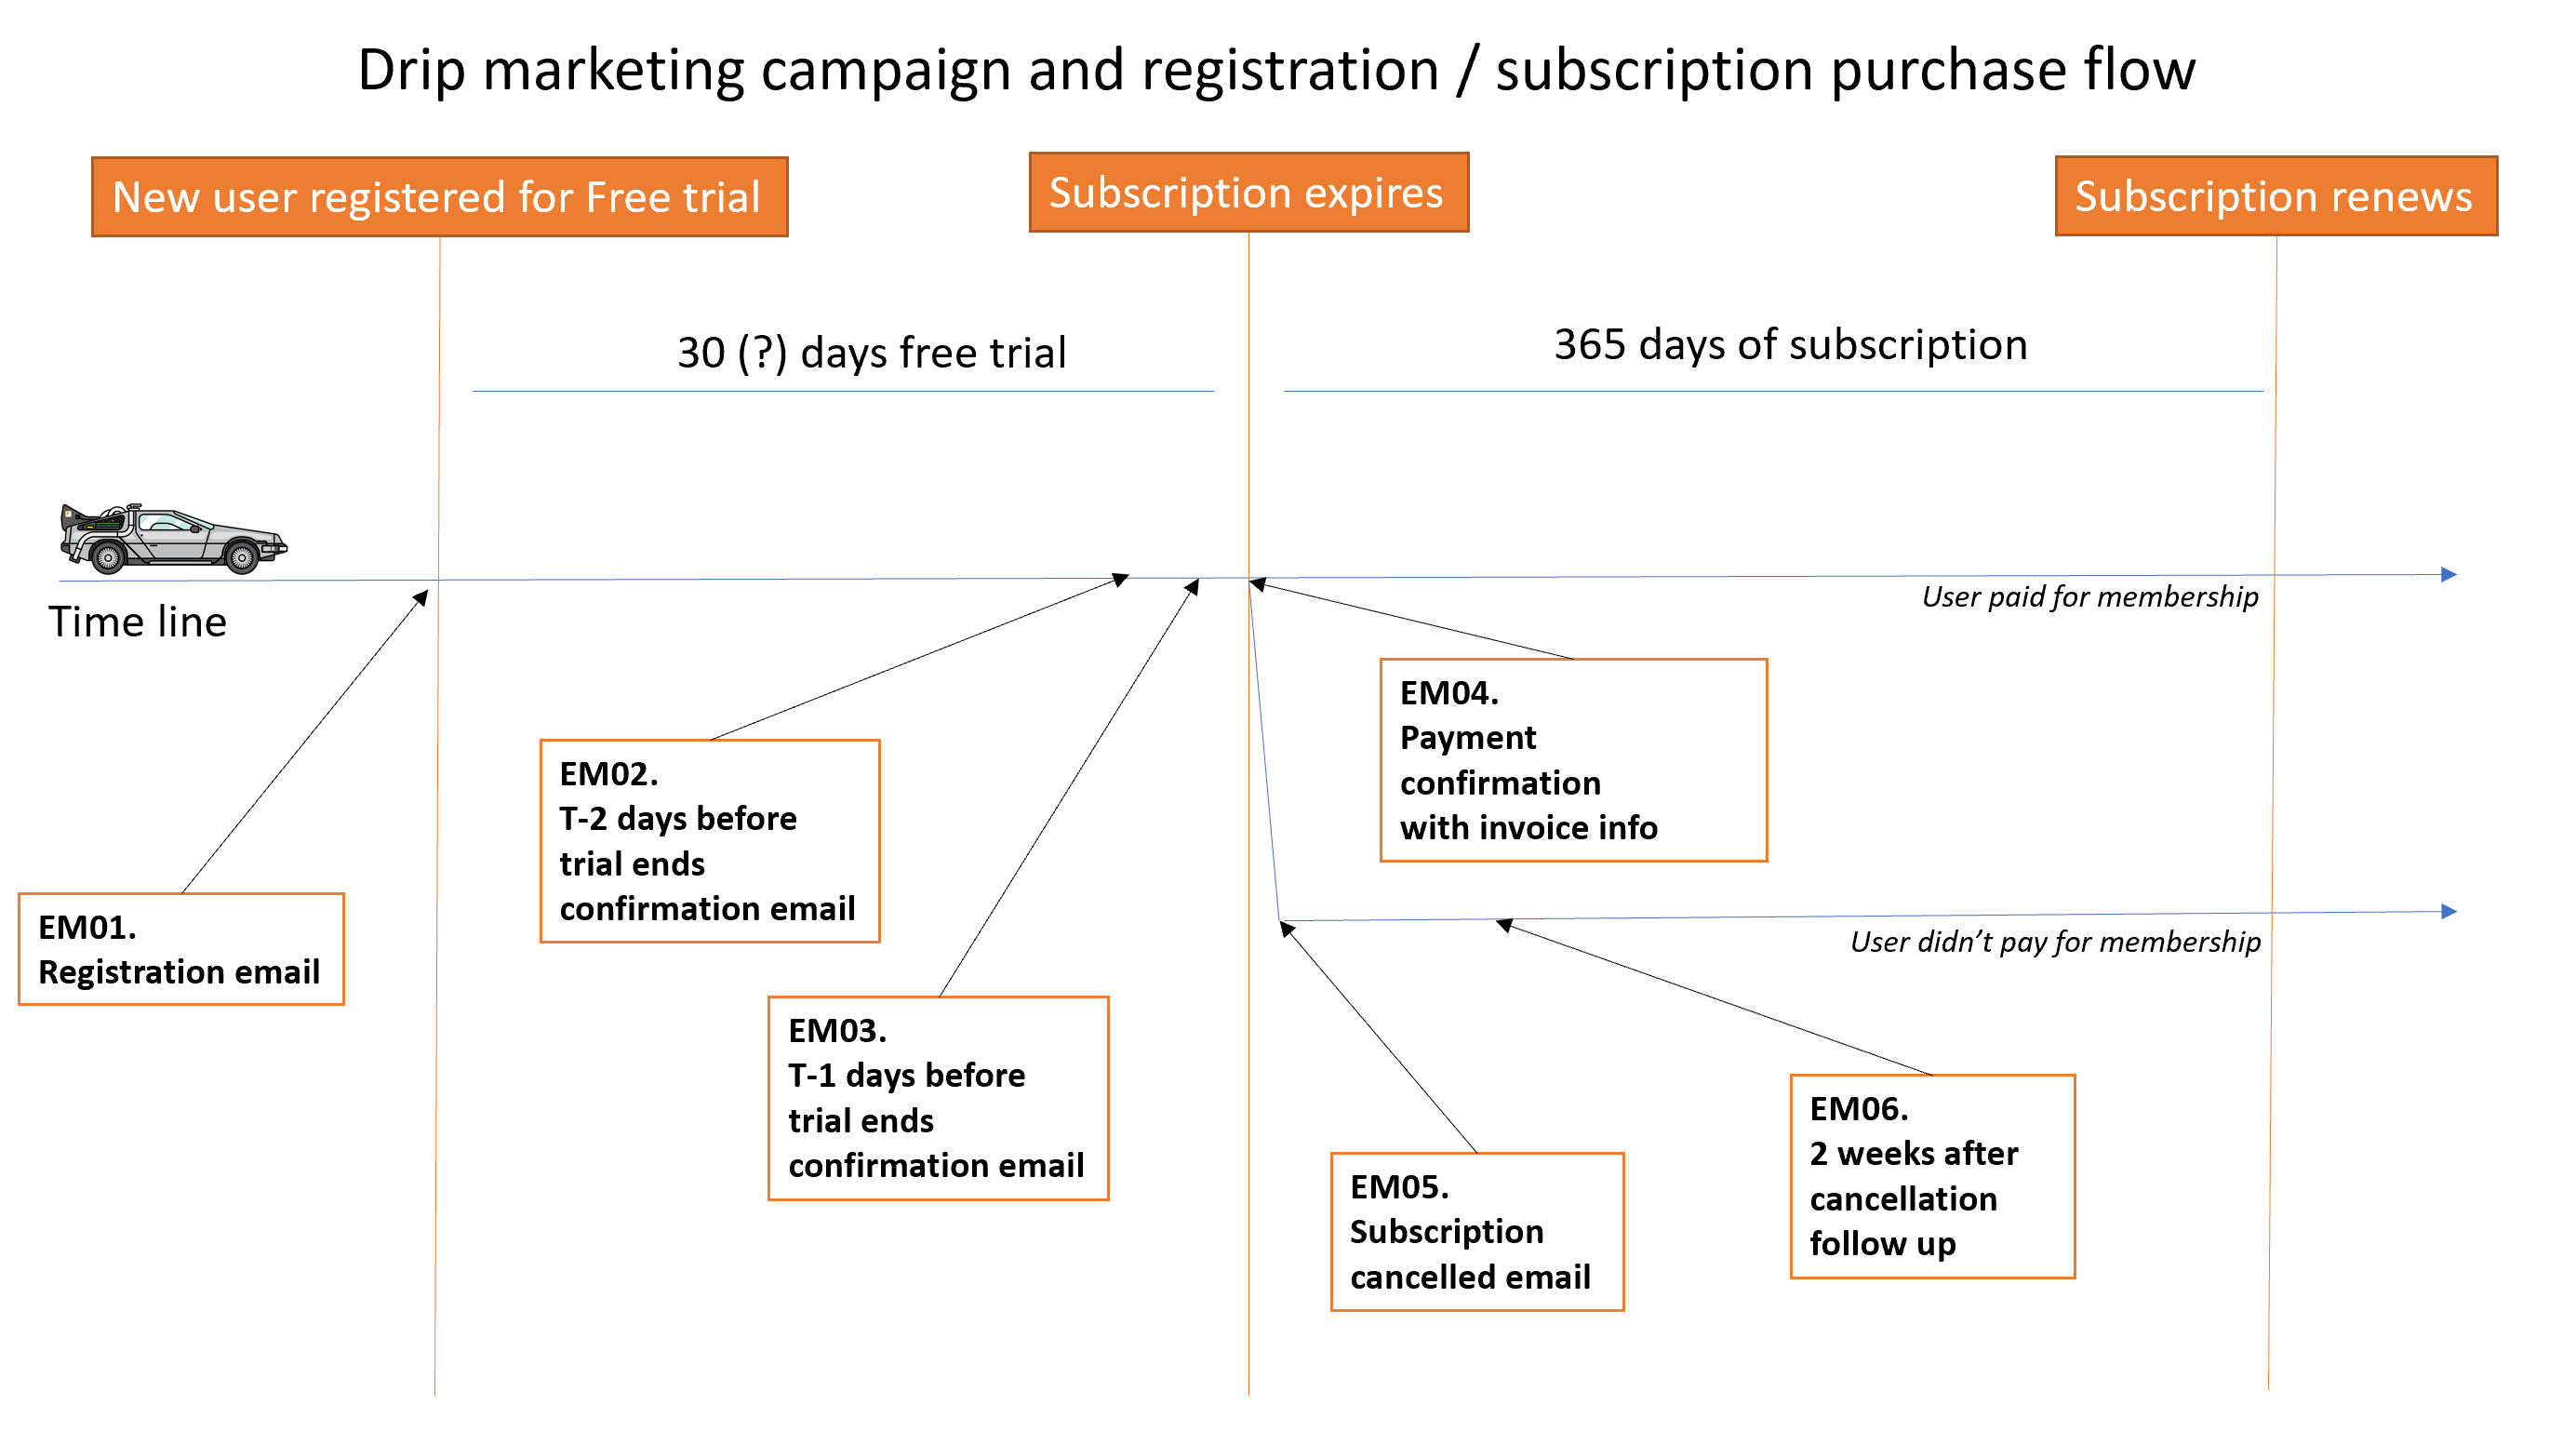 Drip marketing campaign and registration / subscription purchase flow
New user registered for Free trial
Subscription expires
Subscription renews
30 (?) days free trial
365 days of subscription
Time line
User paid for membership
EM01.
Registration email
EM02.
T-2 days before
trial ends
confirmation email
EM03.
T-1 days before
trial ends
confirmation email
EM04.
Payment
confirmation
with invoice info
User didn’t pay for membership
EM05.
Subscription
cancelled email
EM06.
2 weeks after
cancellation
follow up